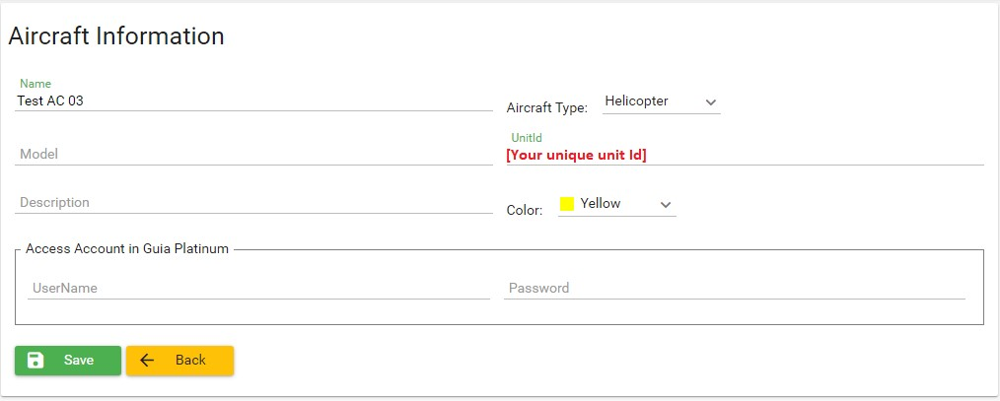 Aircraft Information
Name
Test AC 03
Aircraft Type: Helicopter
Model
UnitId
[Your unique unit Id]
Description
Color: Yellow
Access Account in Guia Platinum
UserName
Password
Save
Back